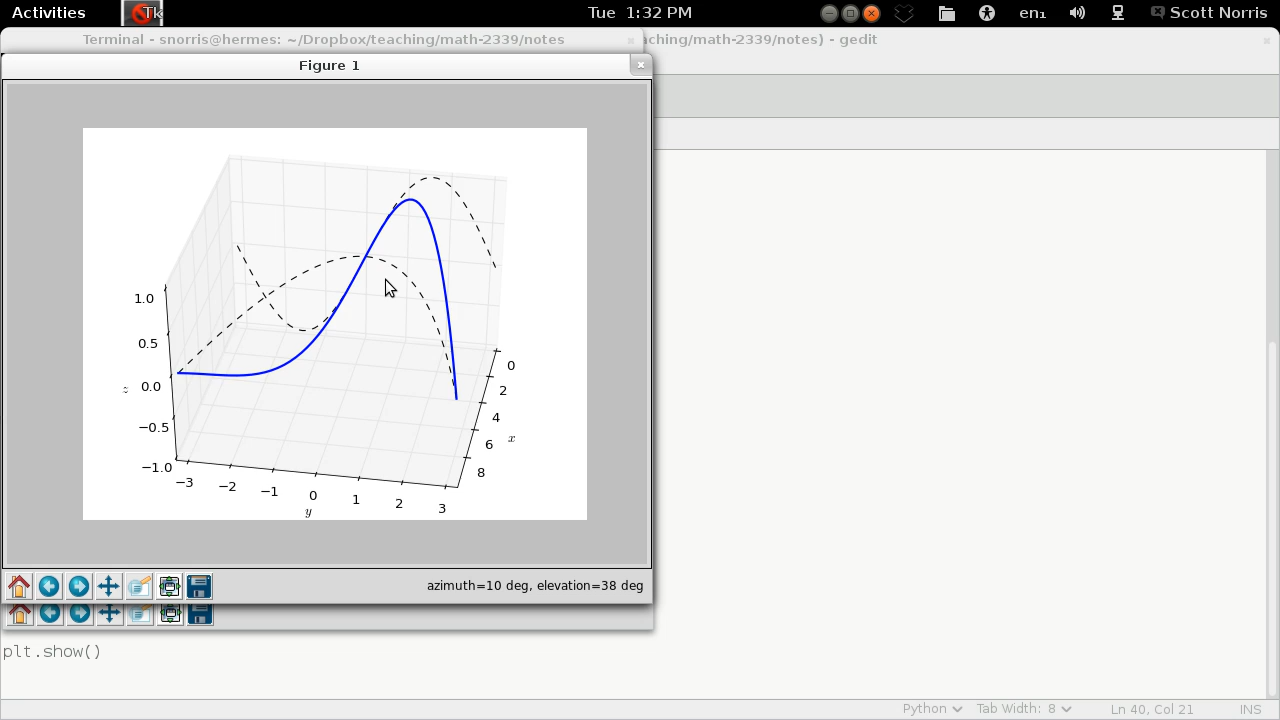 Activities Tk Tue 1:32 PM en₁ Scott Norris
Terminal - snorris@hermes: ~/Dropbox/teaching/math-2339/notes
aching/math-2339/notes) - gedit
Figure 1
1.0
0.5
0.0
−0.5
−1.0
z
−3 −2 −1 0 1 2 3
y
0
2
4
6
8
x
azimuth=10 deg, elevation=38 deg
plt.show()
Python Tab Width: 8 Ln 40, Col 21 INS